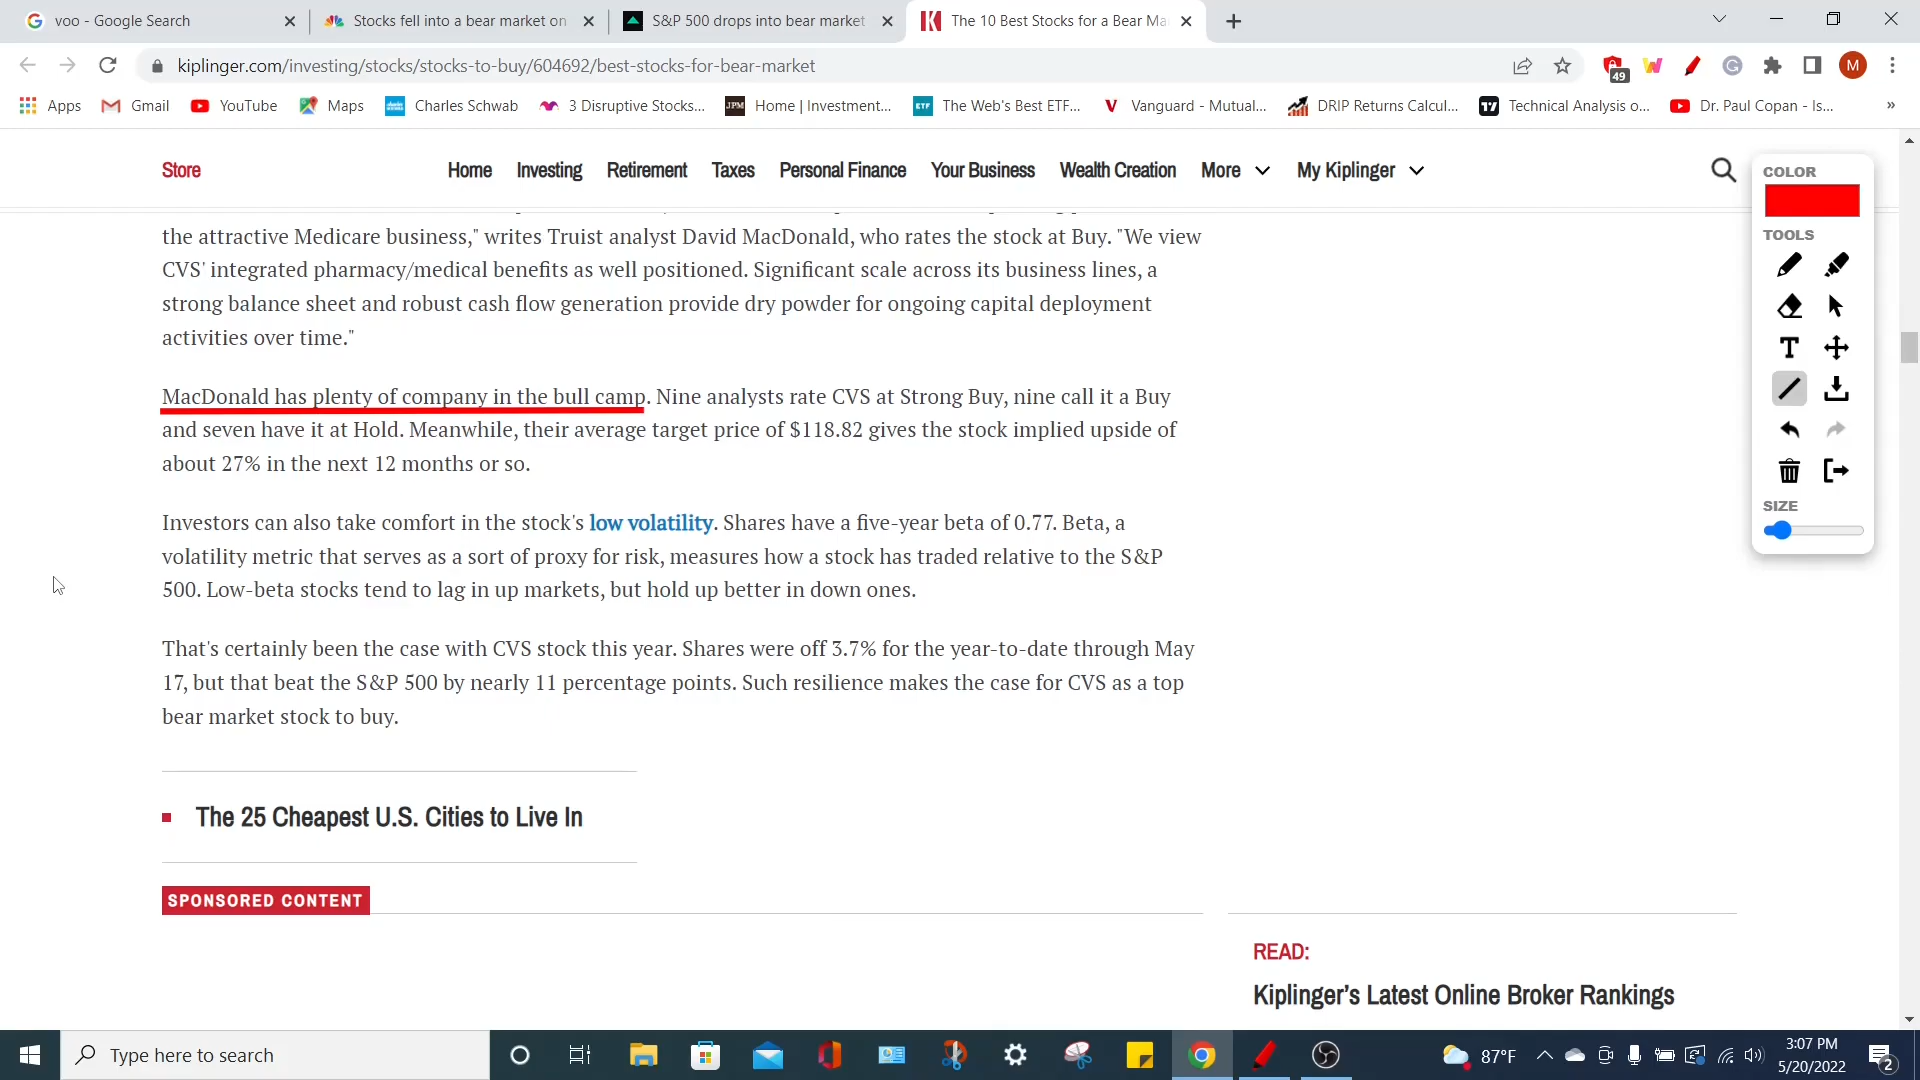 voo - Google Search
Stocks fell into a bear market on
S&P 500 drops into bear market
The 10 Best Stocks for a Bear Ma
kiplinger.com/investing/stocks/stocks-to-buy/604692/best-stocks-for-bear-market
49
M
Apps
Gmail
YouTube
Maps
Charles Schwab
3 Disruptive Stocks...
JPM
Home | Investment...
ETF
The Web's Best ETF...
V
Vanguard - Mutual...
DRIP Returns Calcul...
Technical Analysis o...
Dr. Paul Copan - Is...
»
Store
Home
Investing
Retirement
Taxes
Personal Finance
Your Business
Wealth Creation
More
My Kiplinger
COLOR
TOOLS
SIZE
the attractive Medicare business," writes Truist analyst David MacDonald, who rates the stock at Buy. "We view
CVS' integrated pharmacy/medical benefits as well positioned. Significant scale across its business lines, a
strong balance sheet and robust cash flow generation provide dry powder for ongoing capital deployment
activities over time."
MacDonald has plenty of company in the bull camp. Nine analysts rate CVS at Strong Buy, nine call it a Buy
and seven have it at Hold. Meanwhile, their average target price of $118.82 gives the stock implied upside of
about 27% in the next 12 months or so.
Investors can also take comfort in the stock's low volatility. Shares have a five-year beta of 0.77. Beta, a
volatility metric that serves as a sort of proxy for risk, measures how a stock has traded relative to the S&P
500. Low-beta stocks tend to lag in up markets, but hold up better in down ones.
That's certainly been the case with CVS stock this year. Shares were off 3.7% for the year-to-date through May
17, but that beat the S&P 500 by nearly 11 percentage points. Such resilience makes the case for CVS as a top
bear market stock to buy.
The 25 Cheapest U.S. Cities to Live In
SPONSORED CONTENT
READ:
Kiplinger's Latest Online Broker Rankings
Type here to search
87°F
3:07 PM
5/20/2022
2